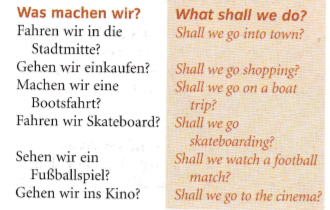 Was machen wir?
Fahren wir in die
Stadtmitte?
Gehen wir einkaufen?
Machen wir eine
Bootsfahrt?
Fahren wir Skateboard?
Sehen wir ein
Fußballspiel?
Gehen wir ins Kino?
What shall we do?
Shall we go into town?
Shall we go shopping?
Shall we go on a boat
trip?
Shall we go
skateboarding?
Shall we watch a football
match?
Shall we go to the cinema?